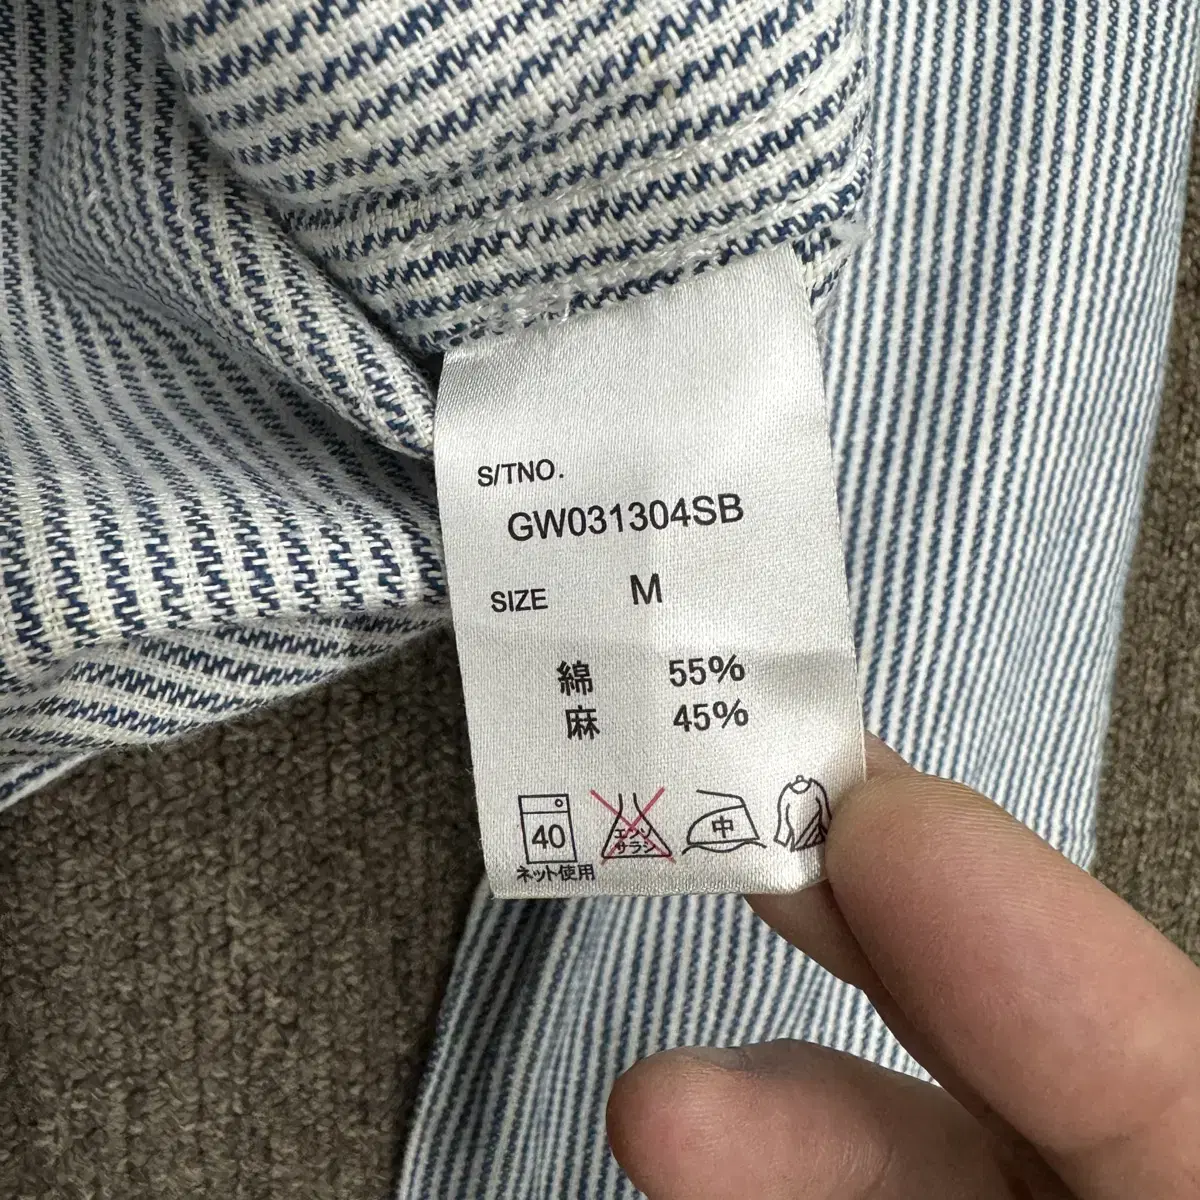 S/TNO.
GW031304SB
SIZE M
綿 55%
麻 45%
40
エンソ
サラシ
中
ネット使用